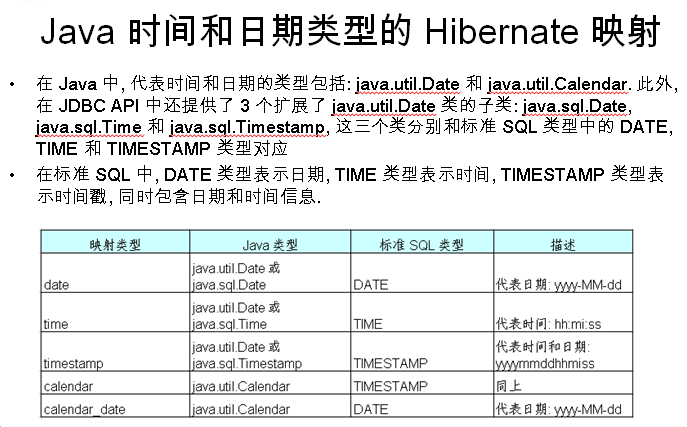 Java 时间和日期类型的 Hibernate 映射
• 在 Java 中, 代表时间和日期的类型包括: java.util.Date 和 java.util.Calendar. 此外,
在 JDBC API 中还提供了 3 个扩展了 java.util.Date 类的子类: java.sql.Date,
java.sql.Time 和 java.sql.Timestamp, 这三个类分别和标准 SQL 类型中的 DATE,
TIME 和 TIMESTAMP 类型对应
• 在标准 SQL 中, DATE 类型表示日期, TIME 类型表示时间, TIMESTAMP 类型表
示时间戳, 同时包含日期和时间信息.
映射类型 Java 类型 标准 SQL 类型 描述
java.util.Date 或
date java.sql.Date DATE 代表日期: yyyy-MM-dd
java.util.Date 或
time java.sql.Time TIME 代表时间: hh:mi:ss
java.util.Date 或 代表时间和日期:
timestamp java.sql.Timestamp TIMESTAMP yyyymmddhhmiss
calendar java.util.Calendar TIMESTAMP 同上
calendar_date java.util.Calendar DATE 代表日期: yyyy-MM-dd